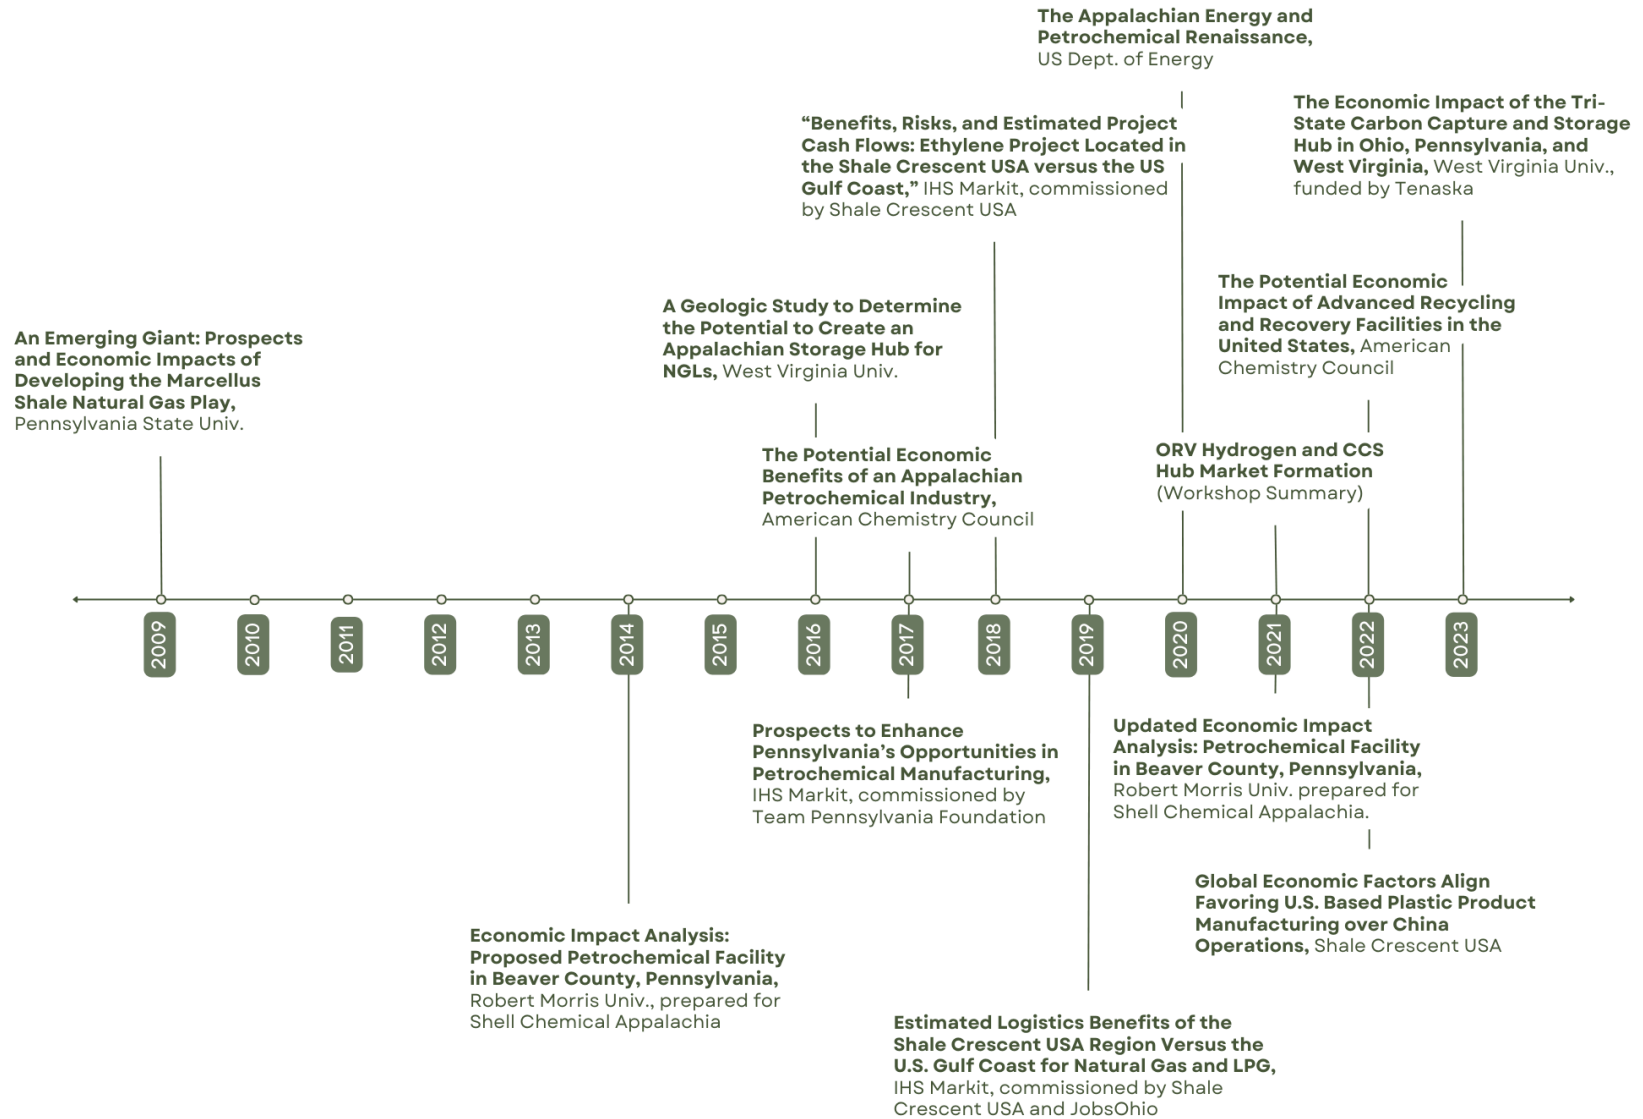 The Appalachian Energy and
Petrochemical Renaissance,
US Dept. of Energy
The Economic Impact of the Tri-
State Carbon Capture and Storage
Hub in Ohio, Pennsylvania, and
West Virginia, West Virginia Univ.,
funded by Tenaska
“Benefits, Risks, and Estimated Project
Cash Flows: Ethylene Project Located in
the Shale Crescent USA versus the US
Gulf Coast,” IHS Markit, commissioned
by Shale Crescent USA
The Potential Economic
Impact of Advanced Recycling
and Recovery Facilities in the
United States, American
Chemistry Council
A Geologic Study to Determine
the Potential to Create an
Appalachian Storage Hub for
NGLs, West Virginia Univ.
An Emerging Giant: Prospects
and Economic Impacts of
Developing the Marcellus
Shale Natural Gas Play,
Pennsylvania State Univ.
The Potential Economic
Benefits of an Appalachian
Petrochemical Industry,
American Chemistry Council
ORV Hydrogen and CCS
Hub Market Formation
(Workshop Summary)
2009
2010
2011
2012
2013
2014
2015
2016
2017
2018
2019
2020
2021
2022
2023
Prospects to Enhance
Pennsylvania’s Opportunities in
Petrochemical Manufacturing,
IHS Markit, commissioned by
Team Pennsylvania Foundation
Updated Economic Impact
Analysis: Petrochemical Facility
in Beaver County, Pennsylvania,
Robert Morris Univ. prepared for
Shell Chemical Appalachia.
Global Economic Factors Align
Favoring U.S. Based Plastic Product
Manufacturing over China
Operations, Shale Crescent USA
Economic Impact Analysis:
Proposed Petrochemical Facility
in Beaver County, Pennsylvania,
Robert Morris Univ., prepared for
Shell Chemical Appalachia
Estimated Logistics Benefits of the
Shale Crescent USA Region Versus the
U.S. Gulf Coast for Natural Gas and LPG,
IHS Markit, commissioned by Shale
Crescent USA and JobsOhio